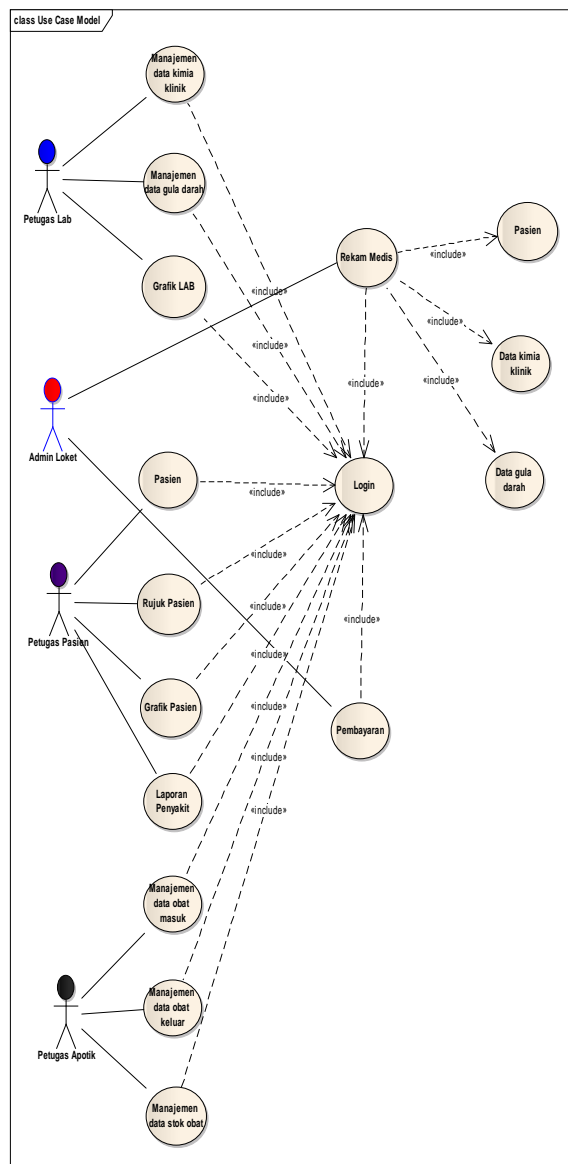 class Use Case Model
Manajemen
data kimia
klinik
Petugas Lab
Manajemen
data gula darah
Grafik LAB
Rekam Medis
Pasien
«include»
«include»
«include»
Data kimia
klinik
«include»
«include»
«include»
«include»
Data gula
darah
Admin Loket
Pasien
«include»
Login
Petugas Pasien
Rujuk Pasien
«include»
«include»
«include»
Grafik Pasien
«include»
«include»
Pembayaran
Laporan
Penyakit
«include»
«include»
Manajemen
data obat
masuk
Petugas Apotik
Manajemen
data obat
keluar
Manajemen
data stok obat